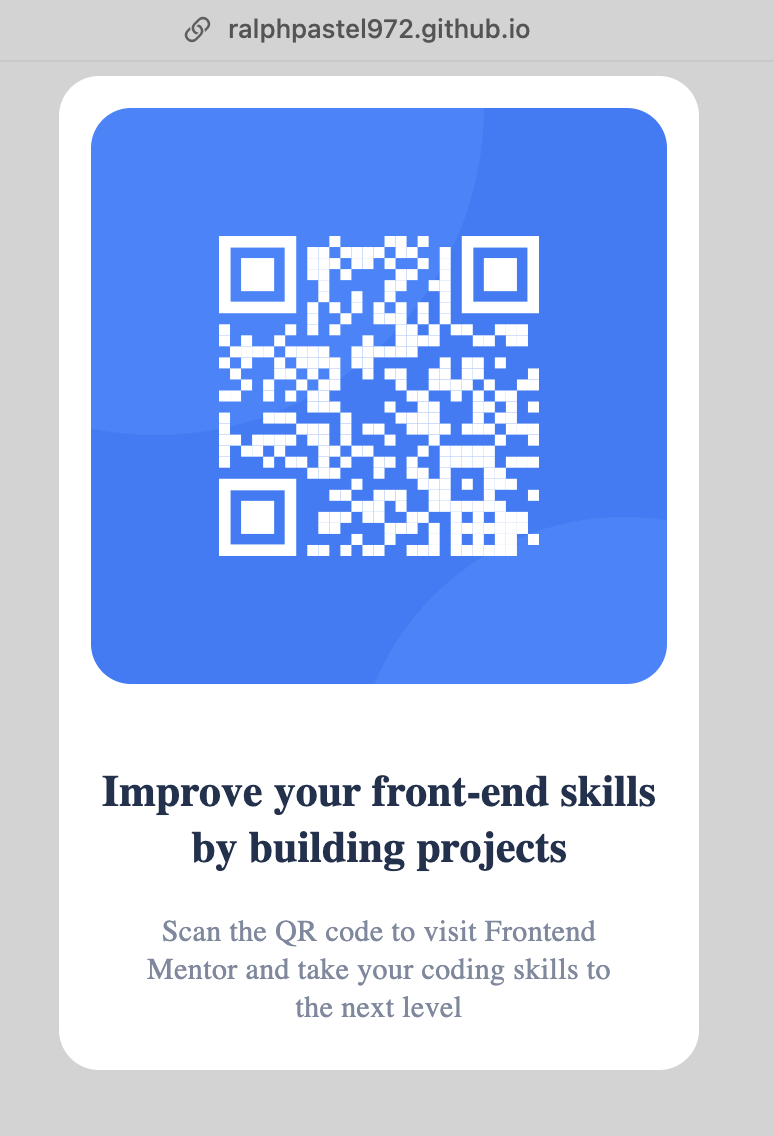 ralphpastel972.github.io
Improve your front-end skills
by building projects
Scan the QR code to visit Frontend
Mentor and take your coding skills to
the next level